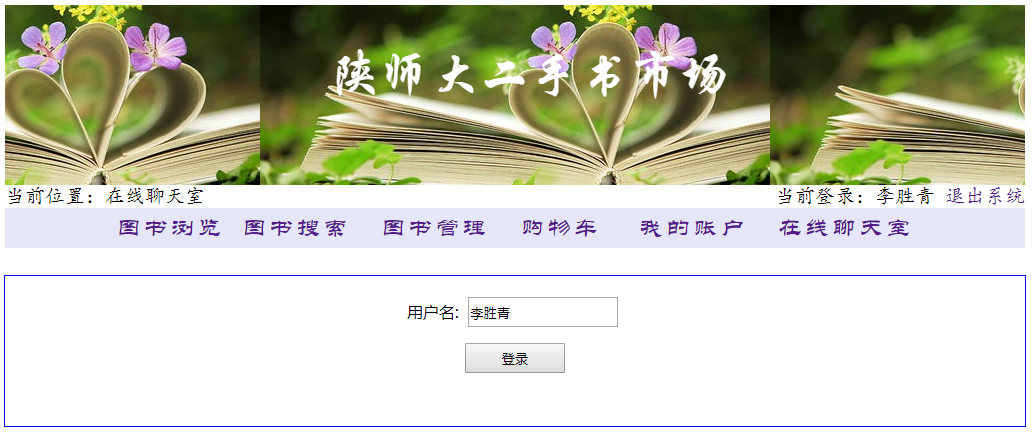 陕师大二手书市场
当前位置：在线聊天室 当前登录：李胜青 退出系统
图书浏览 图书搜索 图书管理 购物车 我的账户 在线聊天室
用户名: 李胜青
登录